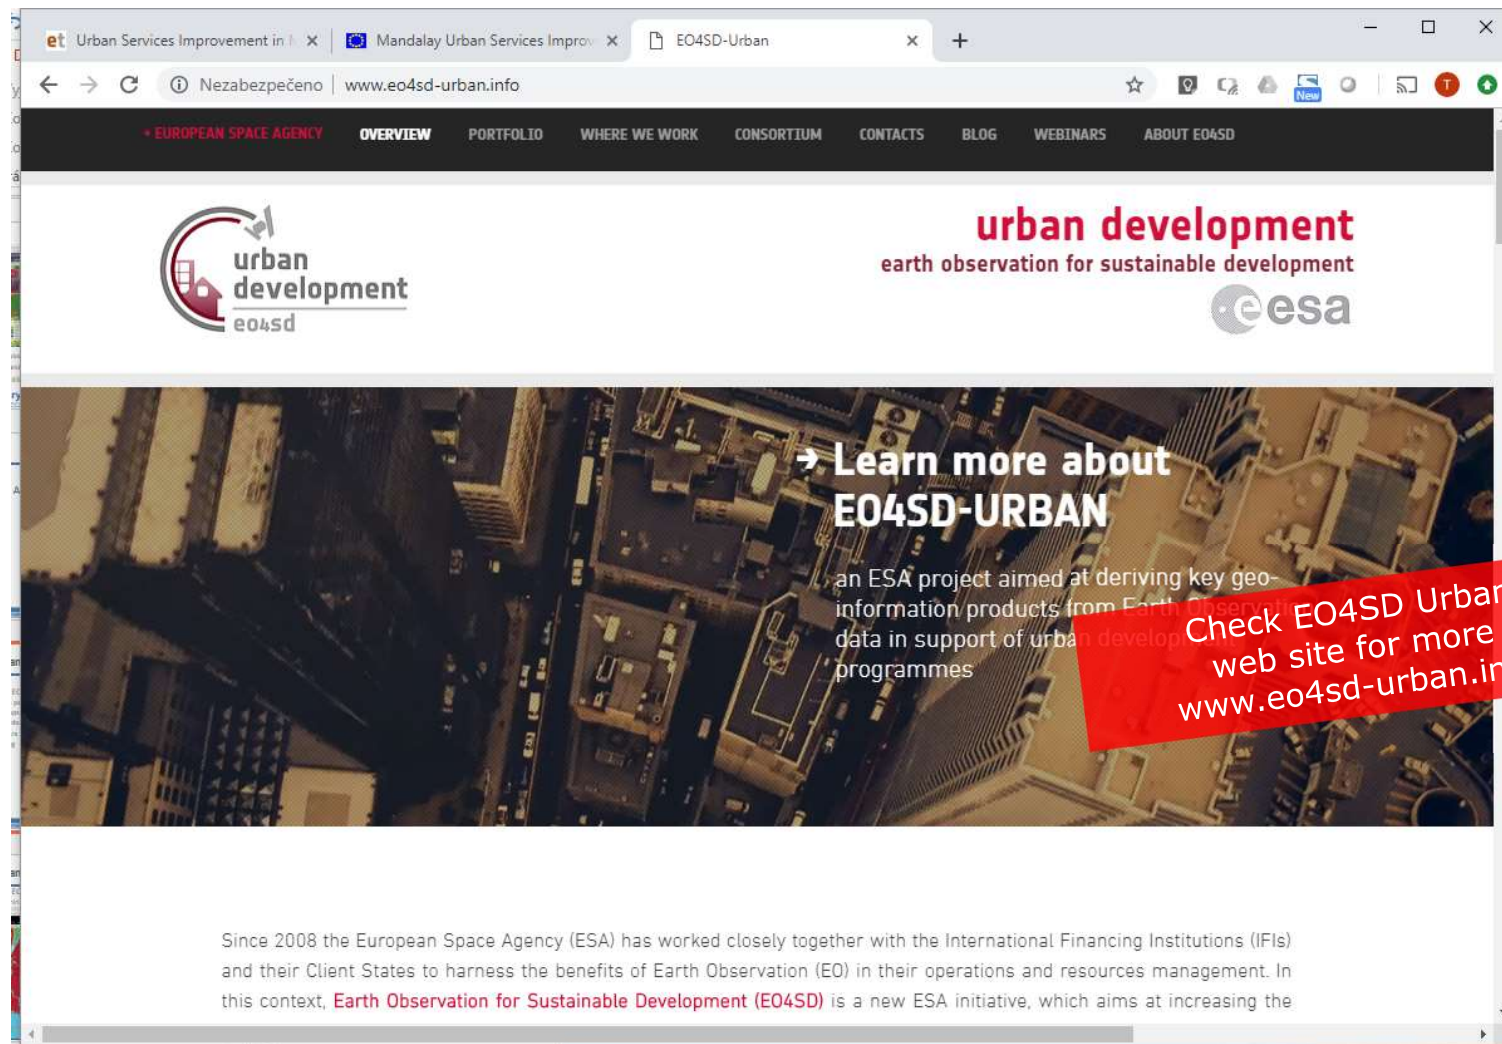 et Urban Services Improvement in
Mandalay Urban Services Improv
EO4SD-Urban
Nezabezpečeno
www.eo4sd-urban.info
New
T
EUROPEAN SPACE AGENCY
OVERVIEW
PORTFOLIO
WHERE WE WORK
CONSORTIUM
CONTACTS
BLOG
WEBINARS
ABOUT EO4SD
urban
development
eo4sd
urban development
earth observation for sustainable development
esa
→ Learn more about
EO4SD-URBAN
an ESA project aimed at deriving key geo-
information products from Earth Observation
data in support of urban development
programmes
Check EO4SD Urban
web site for more
www.eo4sd-urban.in
Since 2008 the European Space Agency (ESA) has worked closely together with the International Financing Institutions (IFIs)
and their Client States to harness the benefits of Earth Observation (EO) in their operations and resources management. In
this context, Earth Observation for Sustainable Development (EO4SD) is a new ESA initiative, which aims at increasing the